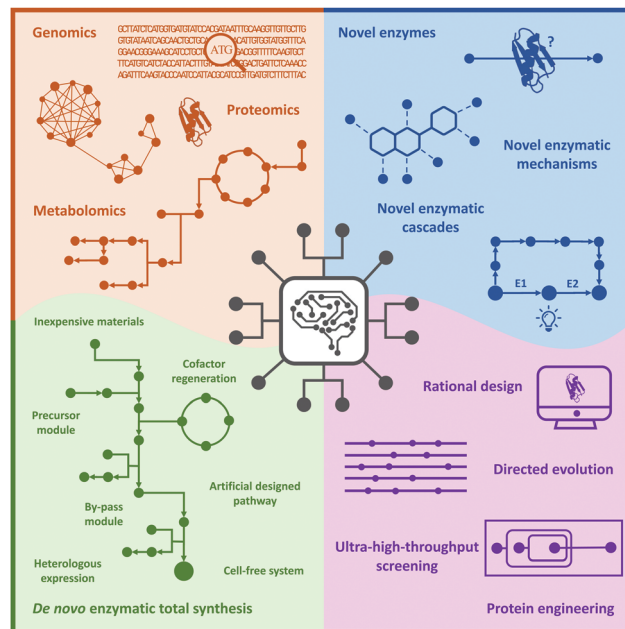 Genomics
GCTTATCTCATGGTGATGTATCCACGATAATTTGCAAGGTTGTTGCTTG
ATG
Proteomics
Metabolomics
Novel enzymes
?
Novel enzymatic
mechanisms
Novel enzymatic
cascades
E1 E2
Inexpensive materials
Cofactor
regeneration
Precursor
module
Artificial designed
pathway
By-pass
module
Heterologous
expression
Cell-free system
De novo enzymatic total synthesis
Rational design
Directed evolution
Ultra-high-throughput
screening
Protein engineering